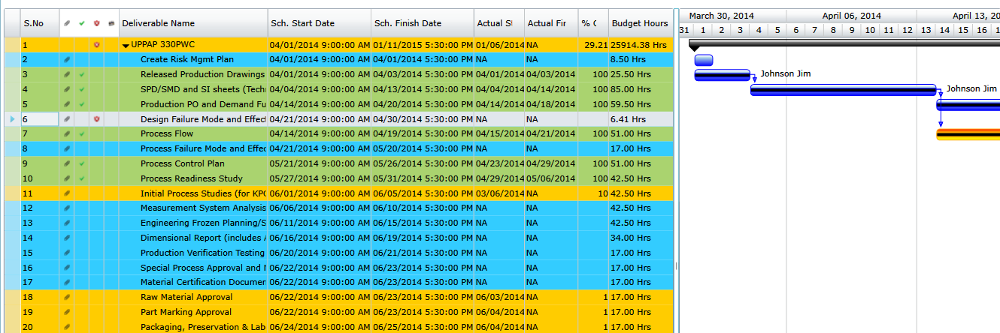 March 30, 2014 April 06, 2014 April 13, 20
S.No Deliverable Name Sch. Start Date Sch. Finish Date Actual St Actual Fir % C Budget Hours
31 1 2 3 4 5 6 7 8 9 10 11 12 13 14 15 16 1
1 UPPAP 330PWC 04/01/2014 9:00:00 AM 01/11/2015 5:30:00 PM 01/06/2014 NA 29.21 25914.38 Hrs
2 Create Risk Mgmt Plan 04/01/2014 9:00:00 AM 04/01/2014 5:30:00 PM NA NA 8.50 Hrs
3 Released Production Drawings 04/01/2014 9:00:00 AM 04/03/2014 5:30:00 PM 04/01/2014 04/03/2014 100 25.50 Hrs Johnson Jim
4 SPD/SMD and SI sheets (Tech 04/04/2014 9:00:00 AM 04/13/2014 5:30:00 PM 04/04/2014 04/14/2014 100 85.00 Hrs Johnson Jim
5 Production PO and Demand Fu 04/14/2014 9:00:00 AM 04/20/2014 5:30:00 PM 04/14/2014 04/18/2014 100 59.50 Hrs
6 Design Failure Mode and Effect 04/21/2014 9:00:00 AM 04/30/2014 5:30:00 PM NA NA 6.41 Hrs
7 Process Flow 04/14/2014 9:00:00 AM 04/19/2014 5:30:00 PM 04/15/2014 04/21/2014 100 51.00 Hrs
8 Process Failure Mode and Effec 04/21/2014 9:00:00 AM 05/20/2014 5:30:00 PM NA NA 17.00 Hrs
9 Process Control Plan 05/21/2014 9:00:00 AM 05/26/2014 5:30:00 PM 04/23/2014 04/29/2014 100 51.00 Hrs
10 Process Readiness Study 05/27/2014 9:00:00 AM 05/31/2014 5:30:00 PM 04/29/2014 05/06/2014 100 42.50 Hrs
11 Initial Process Studies (for KPC 06/01/2014 9:00:00 AM 06/05/2014 5:30:00 PM 03/06/2014 NA 10 42.50 Hrs
12 Measurement System Analysis 06/06/2014 9:00:00 AM 06/10/2014 5:30:00 PM NA NA 42.50 Hrs
13 Engineering Frozen Planning/S 06/11/2014 9:00:00 AM 06/15/2014 5:30:00 PM NA NA 42.50 Hrs
14 Dimensional Report (includes A 06/16/2014 9:00:00 AM 06/19/2014 5:30:00 PM NA NA 34.00 Hrs
15 Production Verification Testing 06/20/2014 9:00:00 AM 06/21/2014 5:30:00 PM NA NA 17.00 Hrs
16 Special Process Approval and 06/22/2014 9:00:00 AM 06/23/2014 5:30:00 PM NA NA 17.00 Hrs
17 Material Certification Documer 06/22/2014 9:00:00 AM 06/23/2014 5:30:00 PM NA NA 17.00 Hrs
18 Raw Material Approval 06/22/2014 9:00:00 AM 06/23/2014 5:30:00 PM 06/03/2014 NA 1 17.00 Hrs
19 Part Marking Approval 06/22/2014 9:00:00 AM 06/23/2014 5:30:00 PM 06/04/2014 NA 1 17.00 Hrs
20 Packaging, Preservation & Lab 06/24/2014 9:00:00 AM 06/25/2014 5:30:00 PM 06/04/2014 NA 1 17.00 Hrs